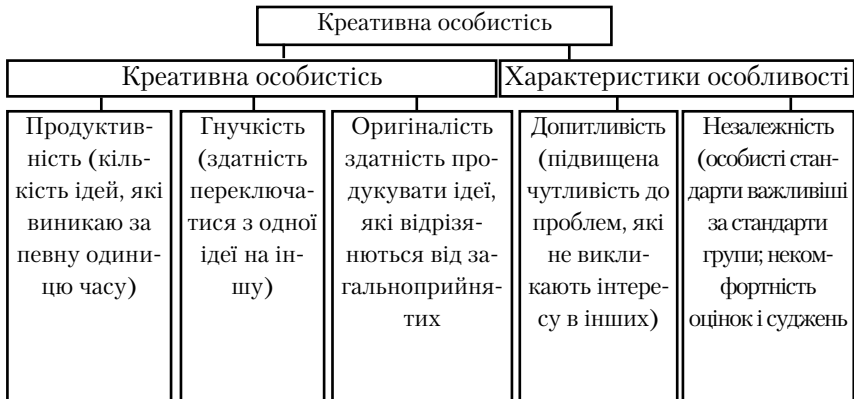 Креативна особистісь
Креативна особистісь
Характеристики особливості
Продуктив-
ність (кіль-
кість ідей, які
виникаю за
певну одини-
цю часу)
Гнучкість
(здатність
переключа-
тися з одної
ідеї на ін-
шу)
Оригіналість
здатність про-
дукувати ідеї,
які відрізя-
нються від за-
гальноприйня-
тих
Допитливість
(підвищена
чутливість до
проблем, які
не викли-
кають інтере-
су в інших)
Незалежність
(особисті стан-
дарти важливіші
за стандарти
групи; неком-
фортність
оцінок і суджень